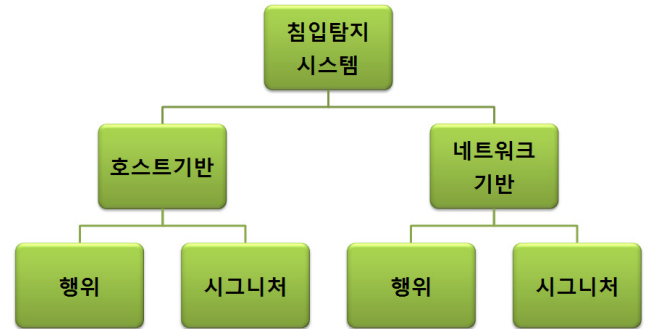 침입탐지
시스템
호스트기반
네트워크
기반
행위
시그니처
행위
시그니처